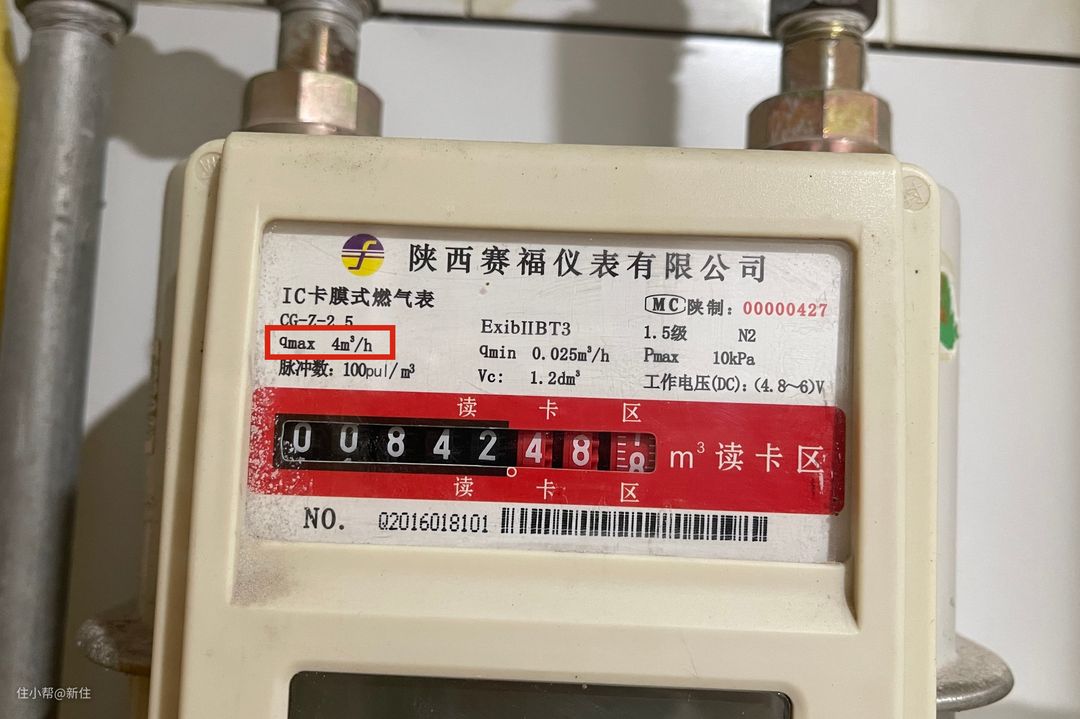 陕西赛福仪表有限公司
IC卡膜式燃气表
MC 陕制：00000427
CG-Z-2.5
ExibIIBT3
1.5级 N2
qmax 4m³/h
qmin 0.025m³/h
Pmax 10kPa
脉冲数：100pul/m³
Vc: 1.2dm³
工作电压(DC)：(4.8~6)V
读 卡 区
0 0 8 4 2 4 8 m³ 读卡区
读 卡 区
NO. Q2016018101
住小帮@新住